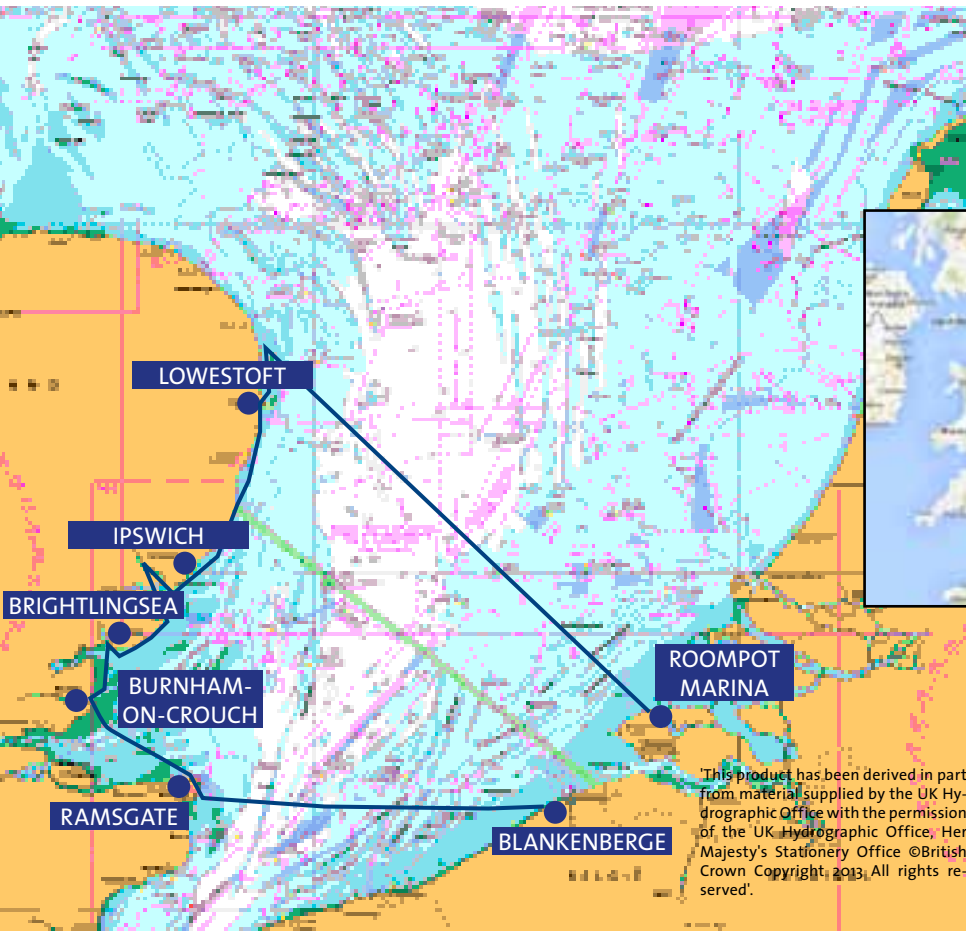 LOWESTOFT
IPSWICH
BRIGHTLINGSEA
BURNHAM-
ON-CROUCH
RAMSGATE
ROOMPOT
MARINA
BLANKENBERGE
'This product has been derived in part
from material supplied by the UK Hy-
drographic Office with the permission
of the UK Hydrographic Office, Her
Majesty's Stationery Office ©British
Crown Copyright 2013 All rights re-
served'.